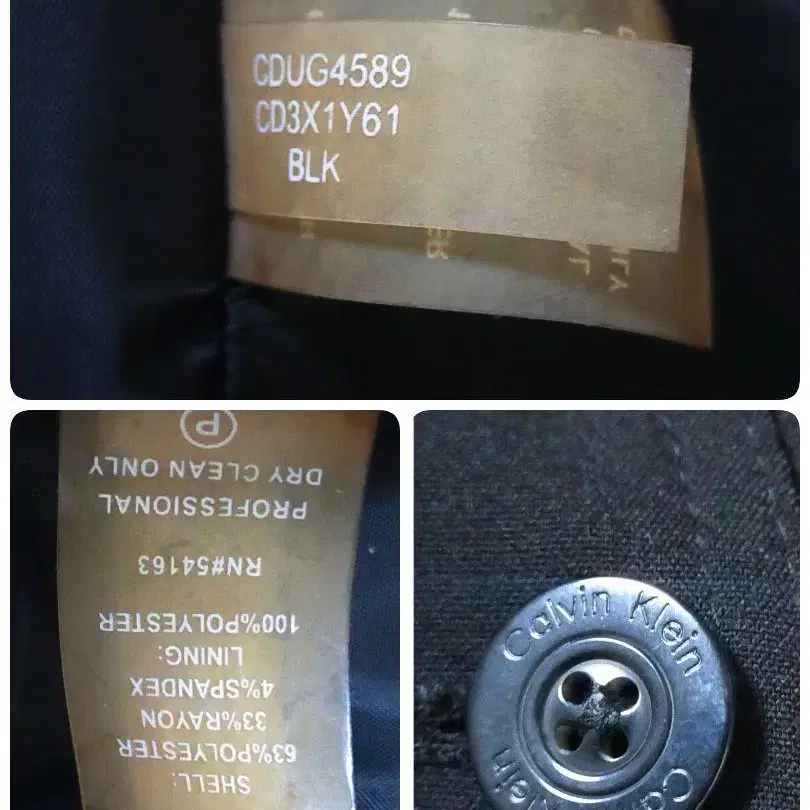 CDUG4589
CD3X1Y61
BLK
SHELL:
63%POLYESTER
33%RAYON
4%SPANDEX
LINING:
100%POLYESTER
RN#54163
PROFESSIONAL
DRY CLEAN ONLY
P
Calvin Klein